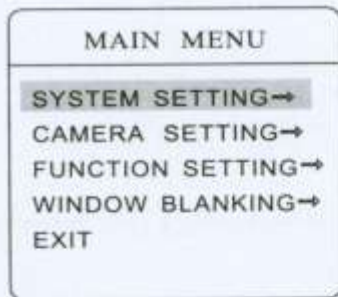 MAIN MENU
SYSTEM SETTING→
CAMERA SETTING→
FUNCTION SETTING→
WINDOW BLANKING→
EXIT